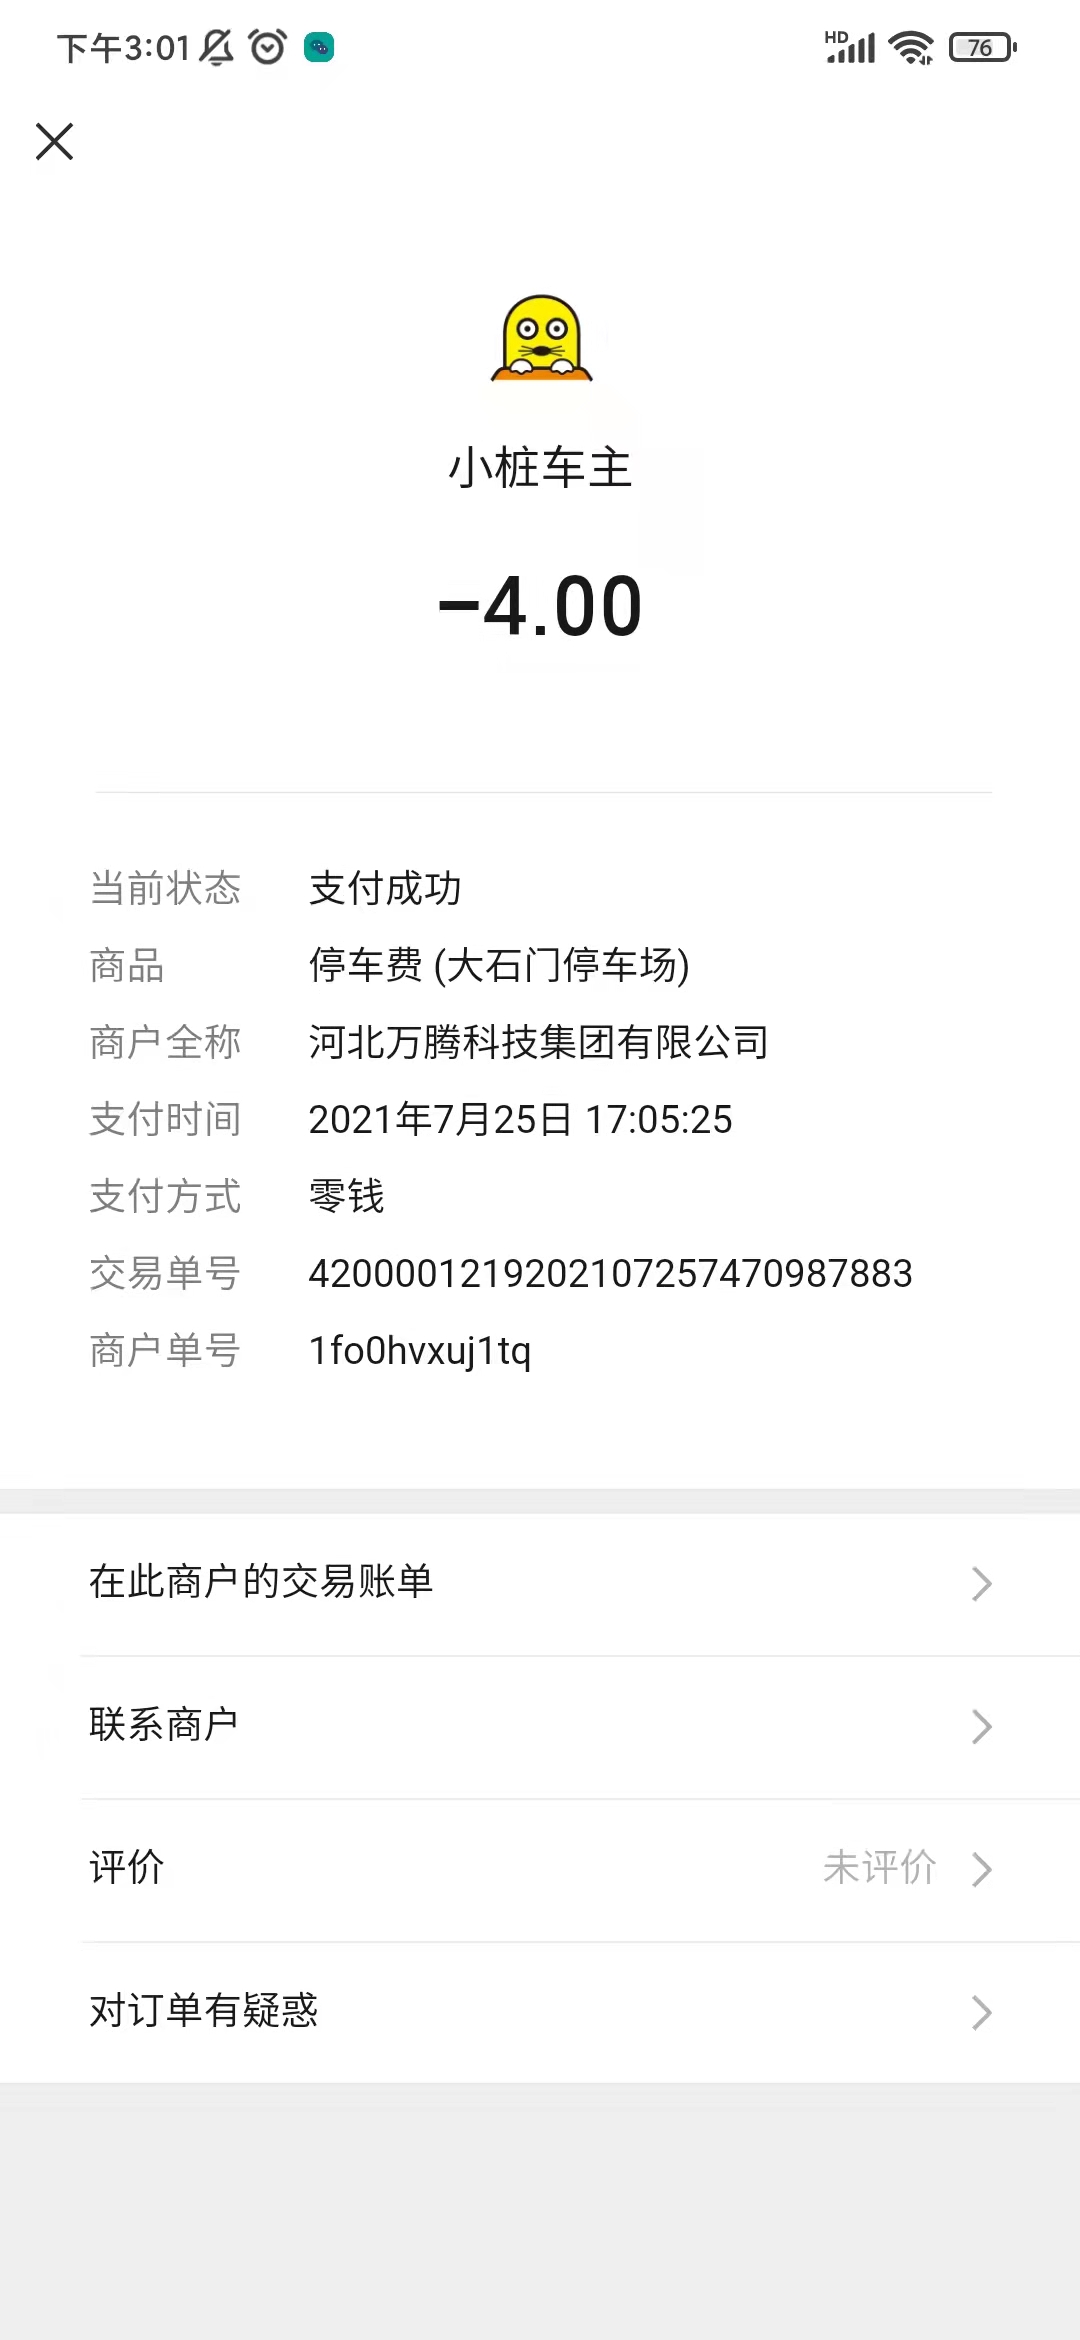 下午3:01 HD 76
小桩车主
-4.00
当前状态 支付成功
商品 停车费 (大石门停车场)
商户全称 河北万腾科技集团有限公司
支付时间 2021年7月25日 17:05:25
支付方式 零钱
交易单号 4200001219202107257470987883
商户单号 1fo0hvxuj1tq
在此商户的交易账单
联系商户
评价 未评价
对订单有疑惑